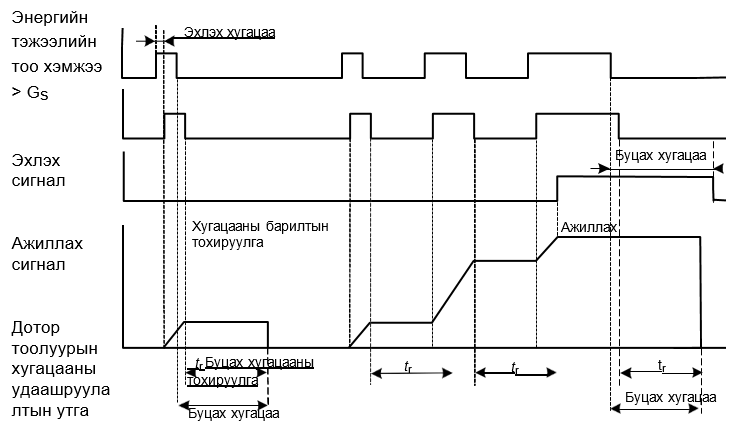 Энергийн
тэжээлийн
тоо хэмжээ
> Gs
Эхлэх хугацаа
Эхлэх
сигнал
Буцах хугацаа
Ажиллах
сигнал
Хугацааны барилтын
тохируулга
Ажиллах
Дотор
тоолуурын
хугацааны
удаашруула
лтын утга
tr Буцах хугацааны
тохируулга
Буцах хугацаа
tr
tr
tr
Буцах хугацаа